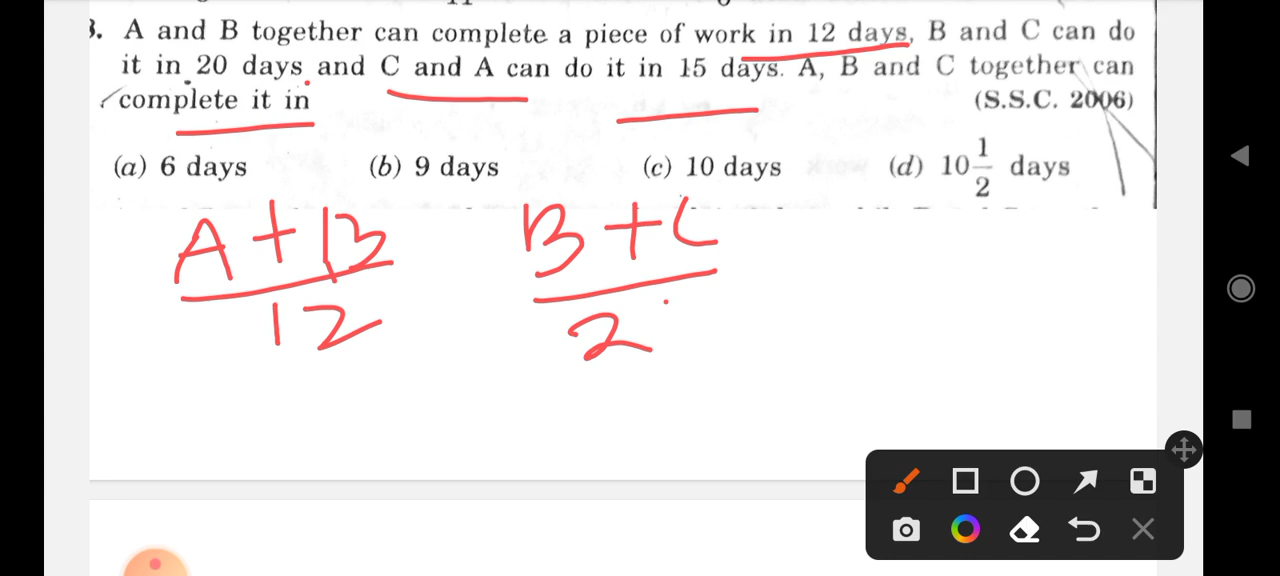 3. A and B together can complete a piece of work in 12 days, B and C can do
it in 20 days and C and A can do it in 15 days. A, B and C together can
complete it in (S.S.C. 2006)
(a) 6 days (b) 9 days (c) 10 days (d) 10 1/2 days
A + B B + C
12 2